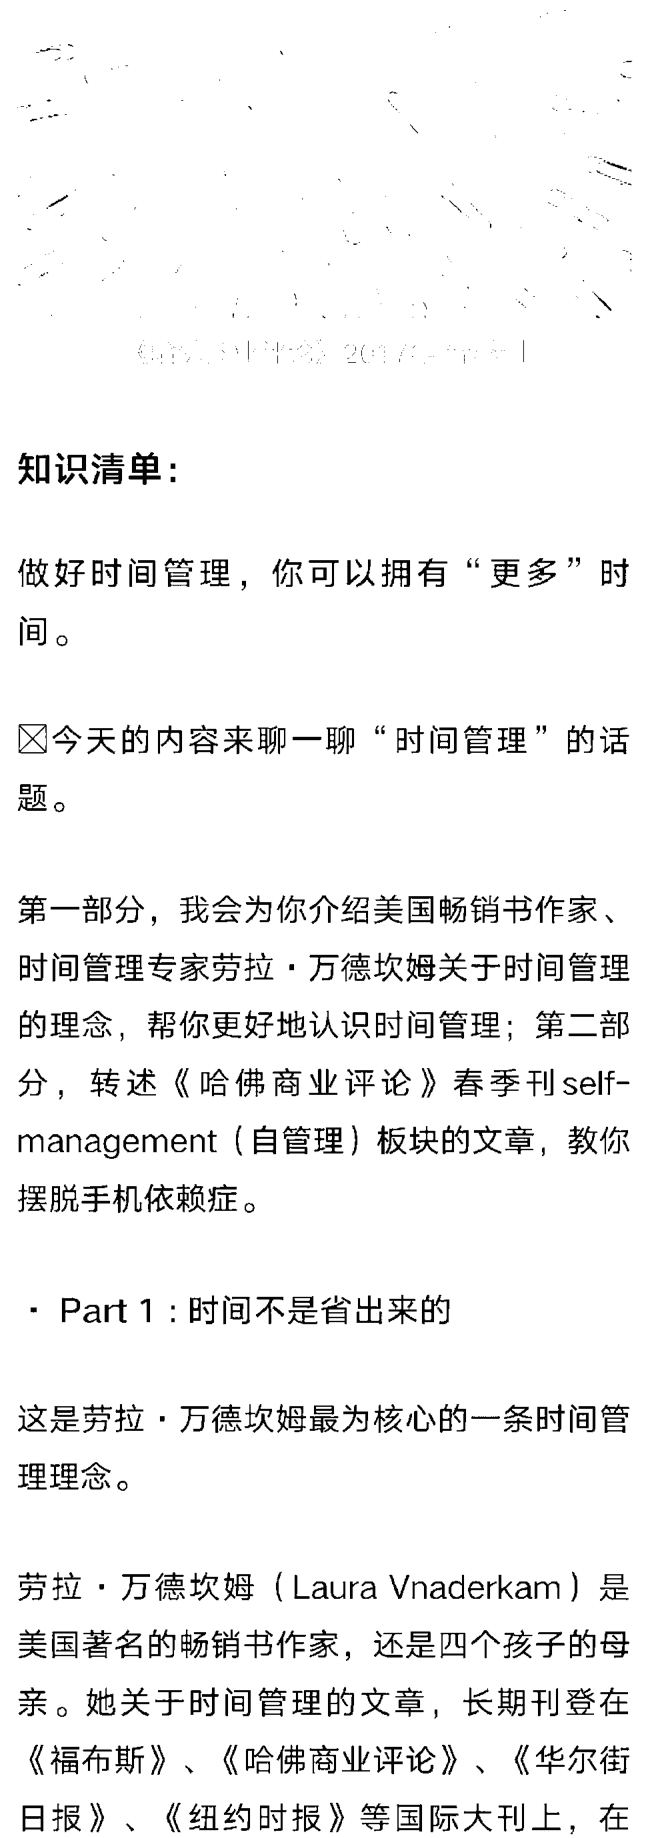 知识清单：
做好时间管理，你可以拥有“更多”时
间。
今天的内容来聊一聊“时间管理”的话
题。
第一部分，我会为你介绍美国畅销书作家、
时间管理专家劳拉·万德坎姆关于时间管理
的理念，帮你更好地认识时间管理；第二部
分，转述《哈佛商业评论》春季刊self-
management（自管理）板块的文章，教你
摆脱手机依赖症。
· Part 1：时间不是省出来的
这是劳拉·万德坎姆最为核心的一条时间管
理理念。
劳拉·万德坎姆（Laura Vnaderkam）是
美国著名的畅销书作家，还是四个孩子的母
亲。她关于时间管理的文章，长期刊登在
《福布斯》、《哈佛商业评论》、《华尔街
日报》、《纽约时报》等国际大刊上，在